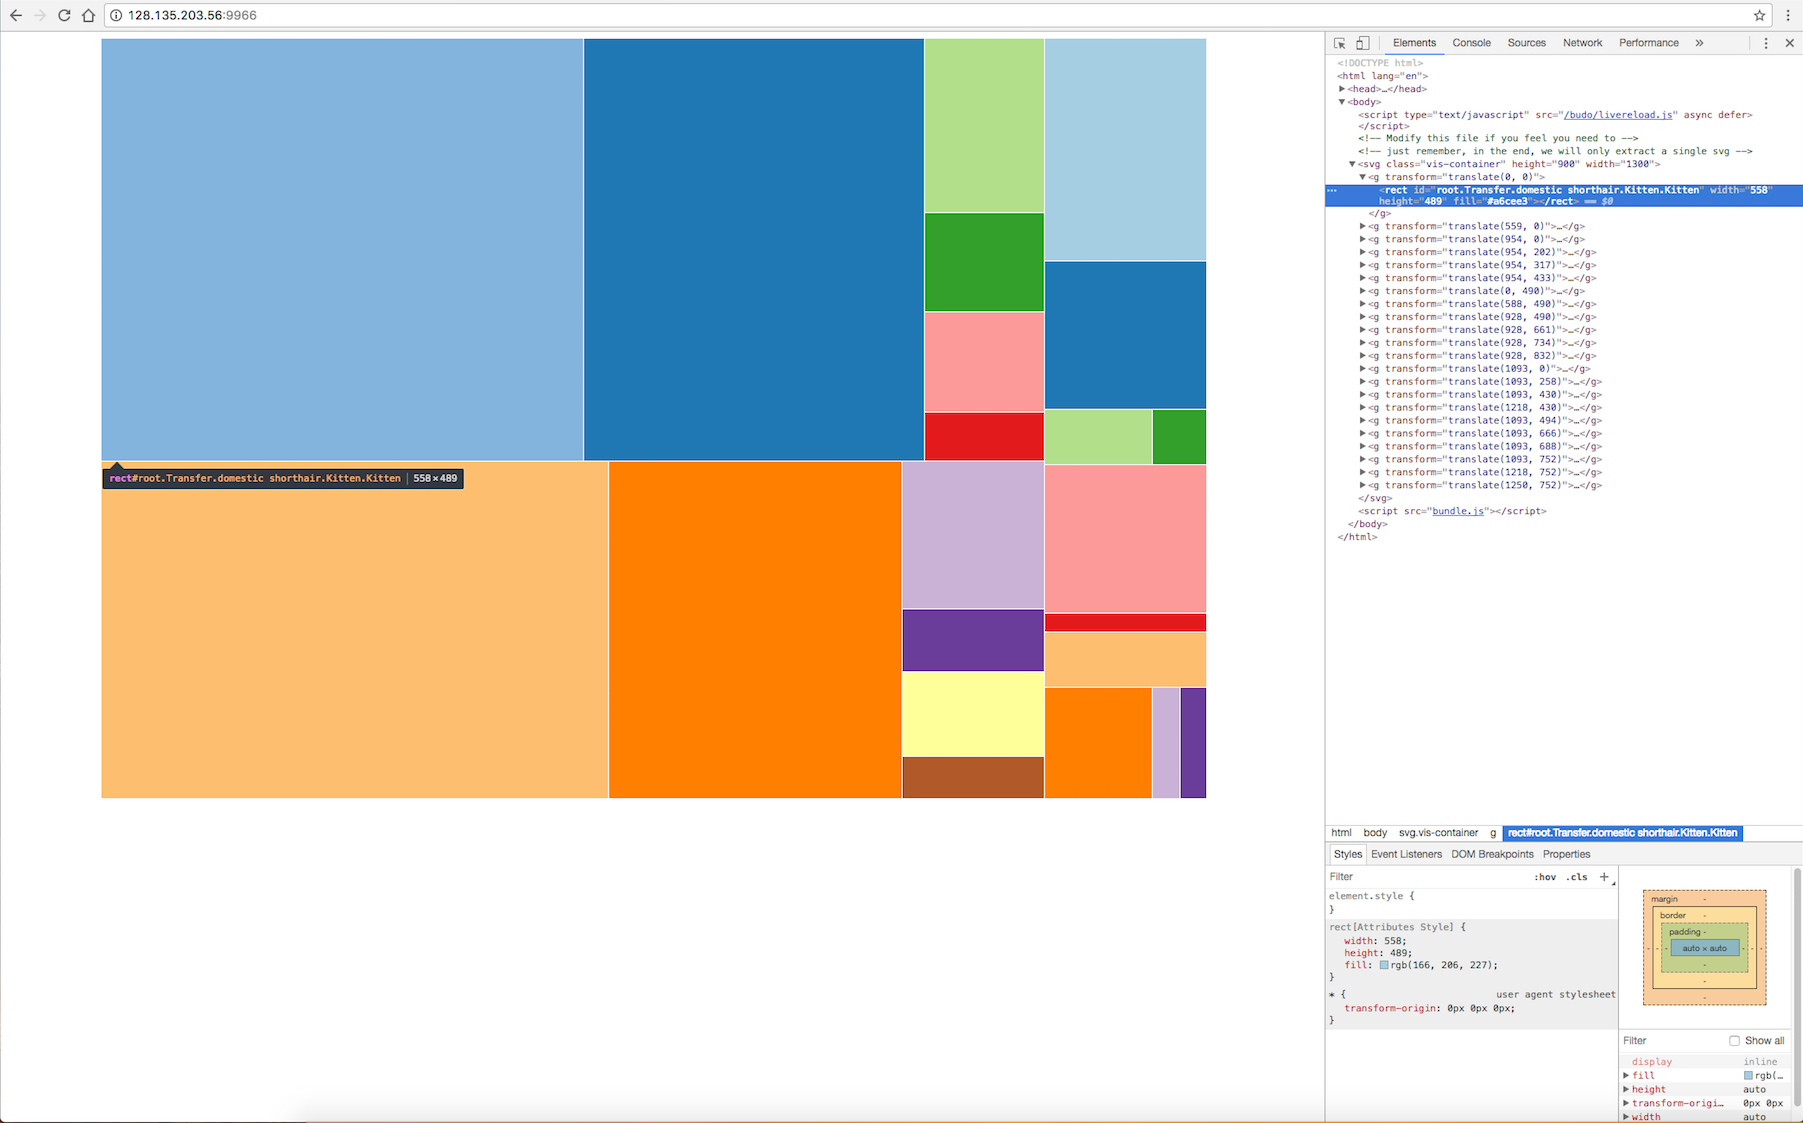 128.135.203.56:9966
rect#root.Transfer.domestic shorthair.Kitten.Kitten | 558×489
Elements Console Sources Network Performance »
<!DOCTYPE html>
<html lang="en">
▶<head>…</head>
▼<body>
<script type="text/javascript" src="/budo/livereload.js" async defer>
</script>
<!-- Modify this file if you feel you need to -->
<!-- just remember, in the end, we will only extract a single svg -->
▼<svg class="vis-container" height="900" width="1300">
▼<g transform="translate(0, 0)">
<rect id="root.Transfer.domestic shorthair.Kitten.Kitten" width="558"
height="489" fill="#a6cee3"></rect> == $0
</g>
▶<g transform="translate(559, 0)">…</g>
▶<g transform="translate(954, 0)">…</g>
▶<g transform="translate(954, 202)">…</g>
▶<g transform="translate(954, 317)">…</g>
▶<g transform="translate(954, 433)">…</g>
▶<g transform="translate(0, 490)">…</g>
▶<g transform="translate(588, 490)">…</g>
▶<g transform="translate(928, 490)">…</g>
▶<g transform="translate(928, 661)">…</g>
▶<g transform="translate(928, 734)">…</g>
▶<g transform="translate(928, 832)">…</g>
▶<g transform="translate(1093, 0)">…</g>
▶<g transform="translate(1093, 258)">…</g>
▶<g transform="translate(1093, 430)">…</g>
▶<g transform="translate(1218, 430)">…</g>
▶<g transform="translate(1093, 494)">…</g>
▶<g transform="translate(1093, 666)">…</g>
▶<g transform="translate(1093, 688)">…</g>
▶<g transform="translate(1093, 752)">…</g>
▶<g transform="translate(1218, 752)">…</g>
▶<g transform="translate(1250, 752)">…</g>
</svg>
<script src="bundle.js"></script>
</body>
</html>
html body svg.vis-container g rect#root.Transfer.domestic shorthair.Kitten.Kitten
Styles Event Listeners DOM Breakpoints Properties
Filter :hov .cls +
element.style {
}
rect[Attributes Style] {
width: 558;
height: 489;
fill: rgb(166, 206, 227);
}
* { user agent stylesheet
transform-origin: 0px 0px 0px;
}
margin -
border -
padding -
auto × auto
Filter Show all
display inline
▶fill rgb(…
▶height auto
▶transform-origi… 0px 0px
▶width auto